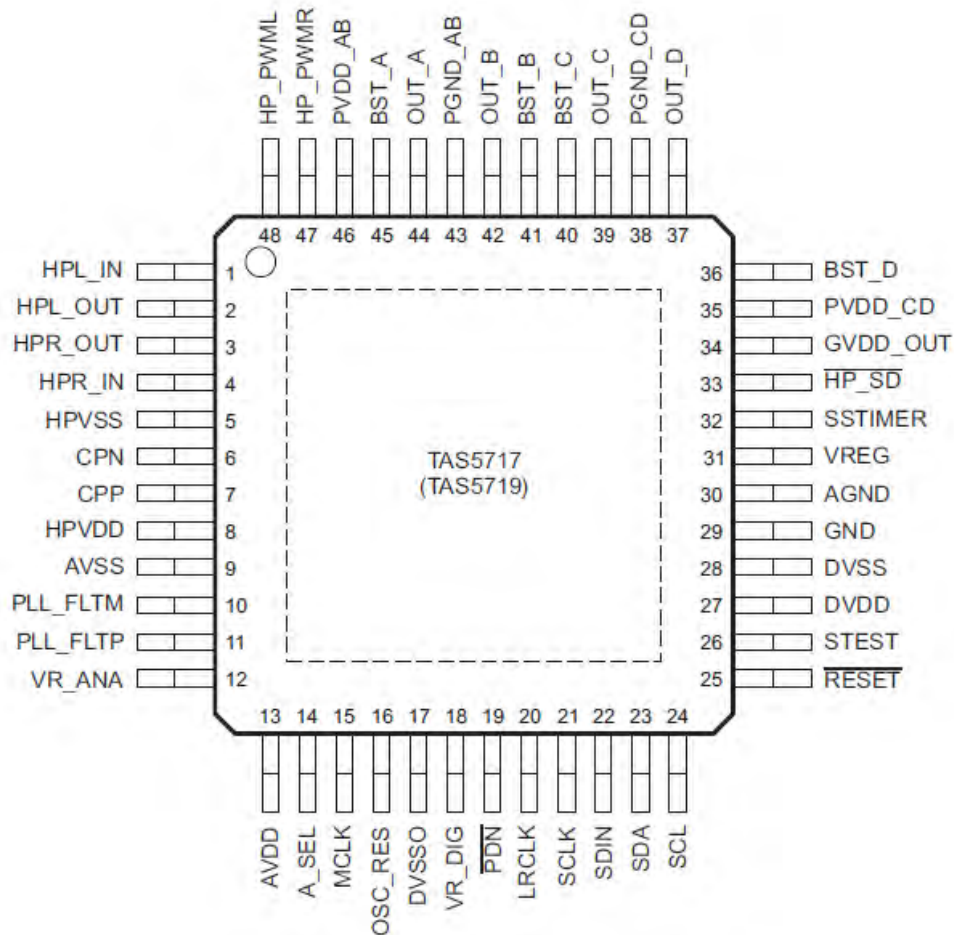 HP_PWML
HP_PWMR
PVDD_AB
BST_A
OUT_A
PGND_AB
OUT_B
BST_B
BST_C
OUT_C
PGND_CD
OUT_D
48 47 46 45 44 43 42 41 40 39 38 37
HPL_IN 1
HPL_OUT 2
HPR_OUT 3
HPR_IN 4
HPVSS 5
CPN 6
CPP 7
HPVDD 8
AVSS 9
PLL_FLTM 10
PLL_FLTP 11
VR_ANA 12
TAS5717
(TAS5719)
36 BST_D
35 PVDD_CD
34 GVDD_OUT
33 HP_SD
32 SSTIMER
31 VREG
30 AGND
29 GND
28 DVSS
27 DVDD
26 STEST
25 RESET
13 14 15 16 17 18 19 20 21 22 23 24
AVDD
A_SEL
MCLK
OSC_RES
DVSSO
VR_DIG
PDN
LRCLK
SCLK
SDIN
SDA
SCL